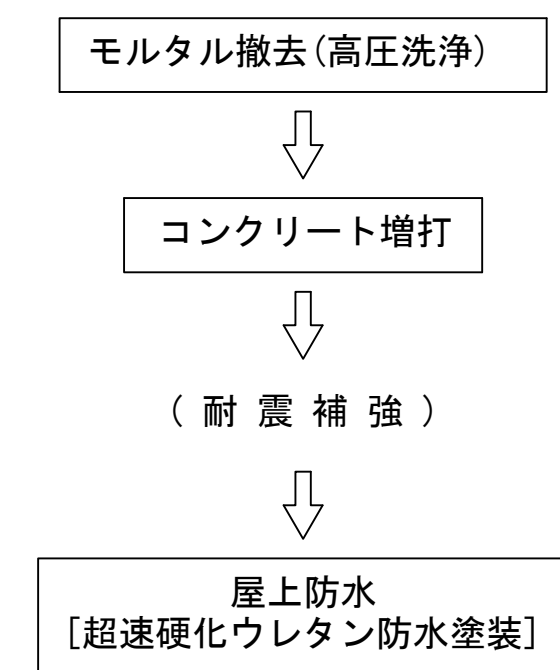 モルタル撤去(高圧洗浄)
コンクリート増打
(耐震補強)
屋上防水
[超速硬化ウレタン防水塗装]